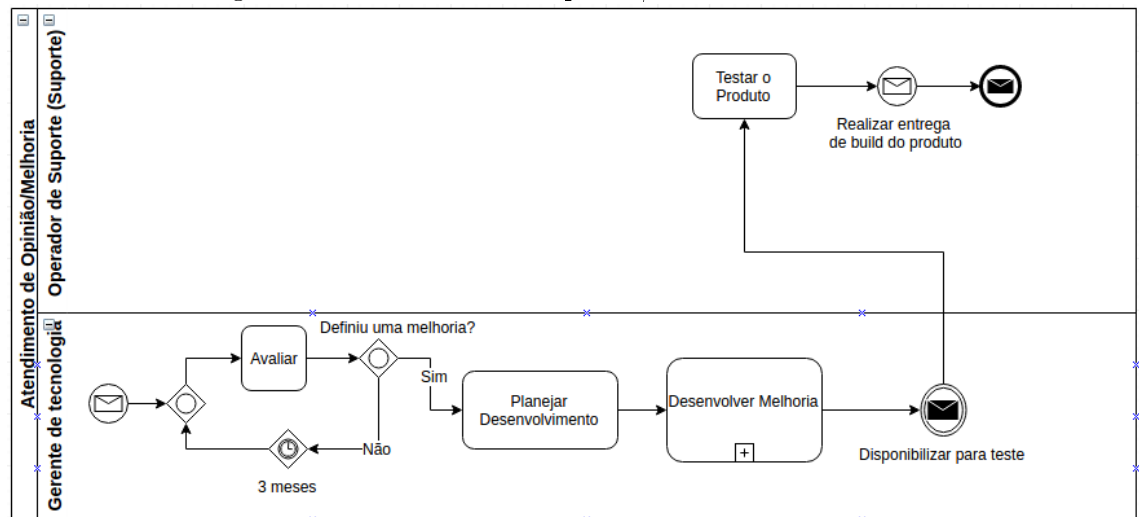 Atendimento de Opinião/Melhoria
Operador de Suporte (Suporte)
Testar o
Produto
Realizar entrega
de build do produto
Gerente de tecnologia
Avaliar
Definiu uma melhoria?
Sim
Não
3 meses
Planejar
Desenvolvimento
Desenvolver Melhoria
Disponibilizar para teste